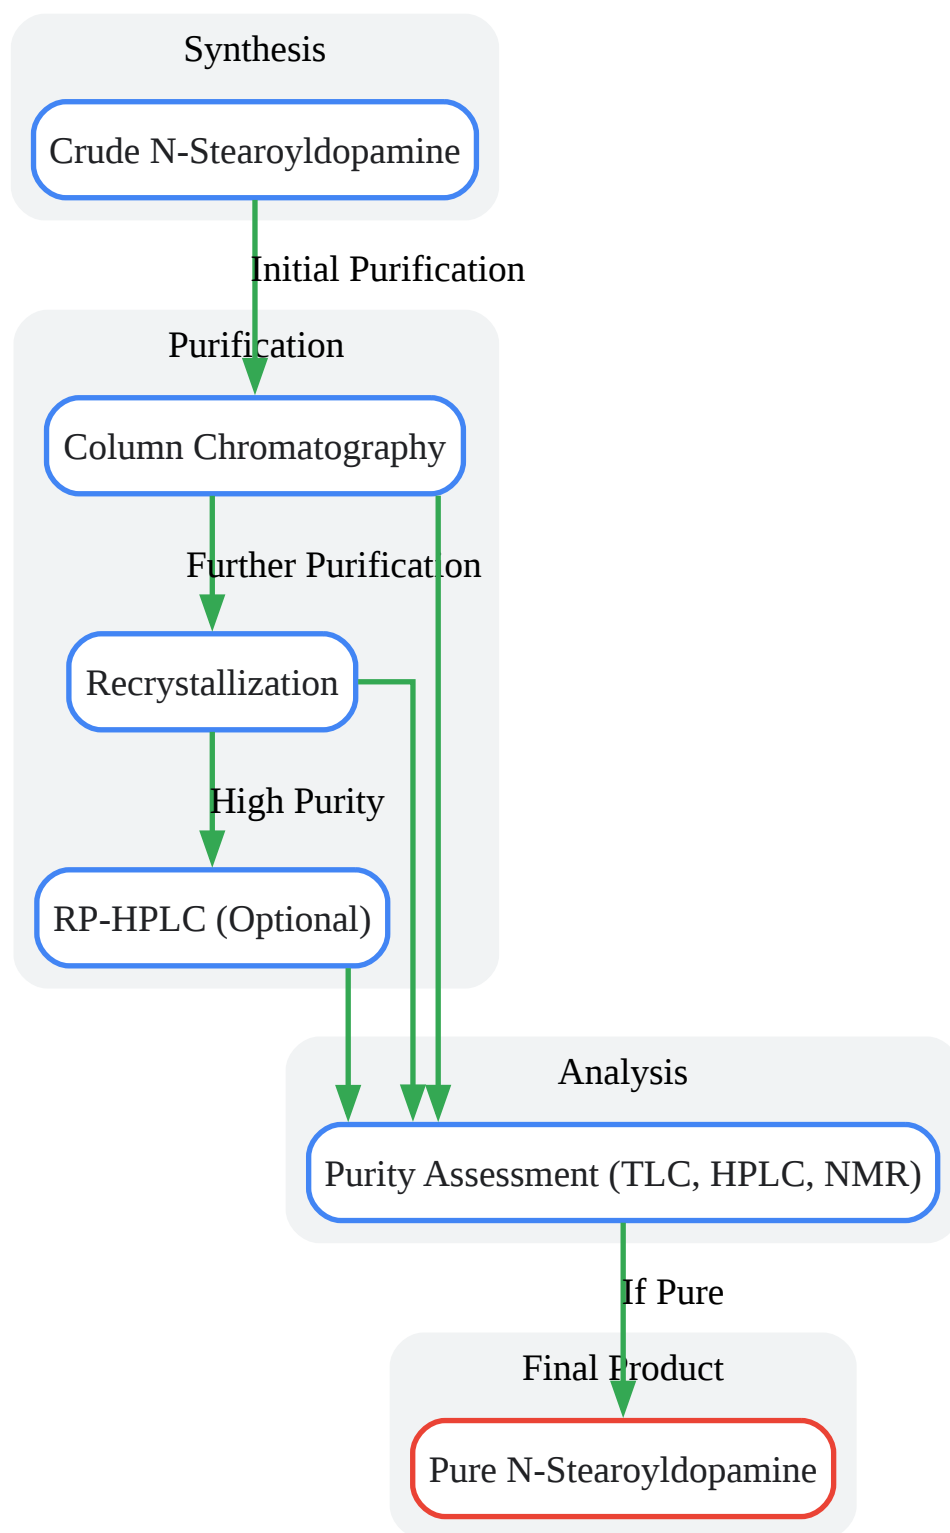 Synthesis
Crude N-Stearoyldopamine
Initial Purification
Purification
Column Chromatography
Further Purification
Recrystallization
High Purity
RP-HPLC (Optional)
Analysis
Purity Assessment (TLC, HPLC, NMR)
If Pure
Final Product
Pure N-Stearoyldopamine